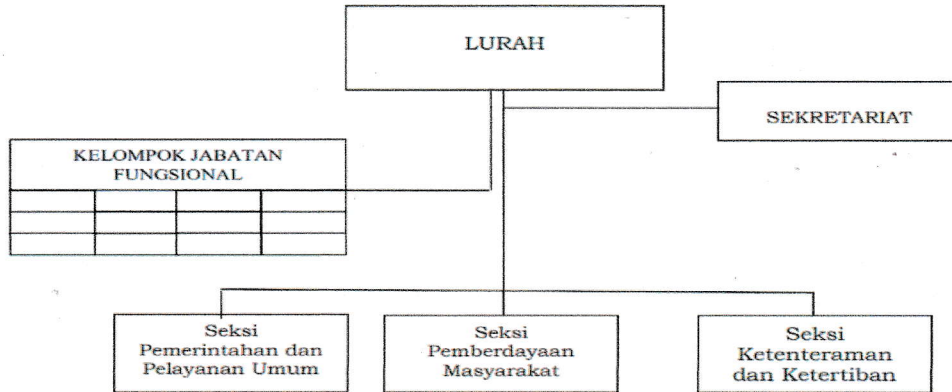 LURAH
SEKRETARIAT
KELOMPOK JABATAN
FUNGSIONAL
Seksi
Pemerintahan dan
Pelayanan Umum
Seksi
Pemberdayaan
Masyarakat
Seksi
Ketenteraman
dan Ketertiban